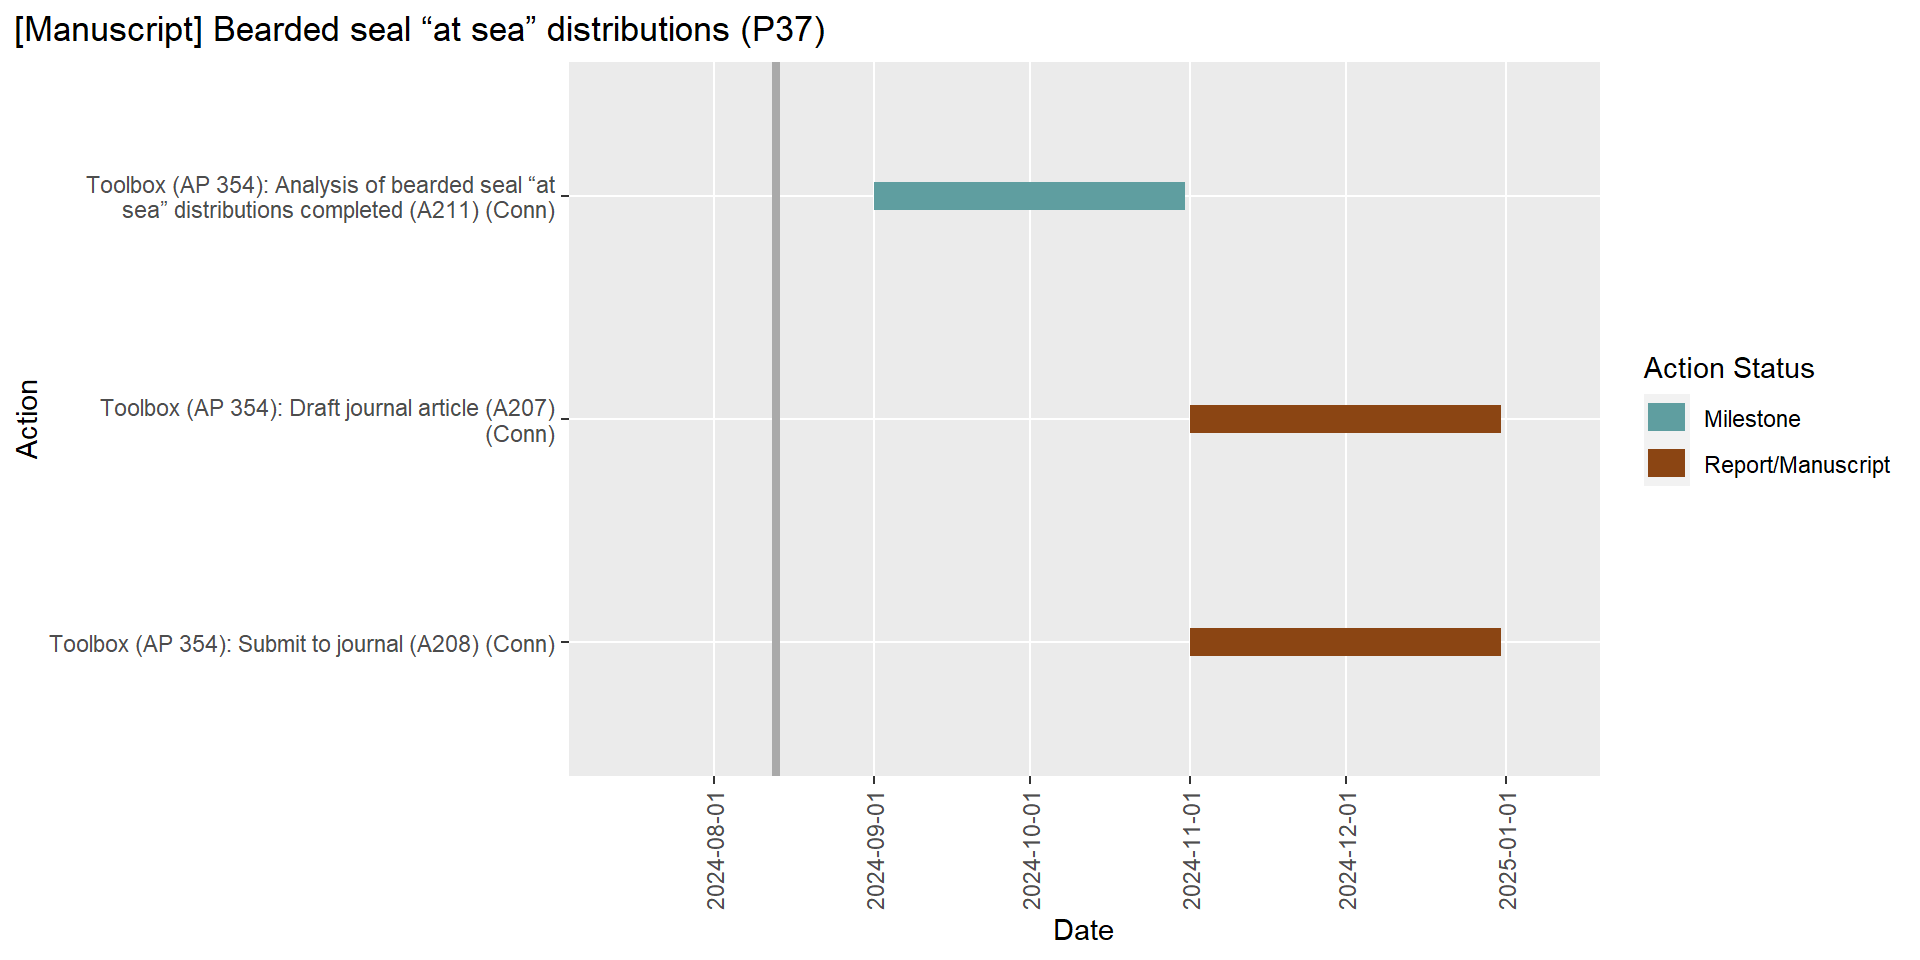 [Manuscript] Bearded seal “at sea” distributions (P37)
Action
Toolbox (AP 354): Analysis of bearded seal “at
sea” distributions completed (A211) (Conn)
Toolbox (AP 354): Draft journal article (A207)
(Conn)
Toolbox (AP 354): Submit to journal (A208) (Conn)
2024-08-01
2024-09-01
2024-10-01
2024-11-01
2024-12-01
2025-01-01
Date
Action Status
Milestone
Report/Manuscript